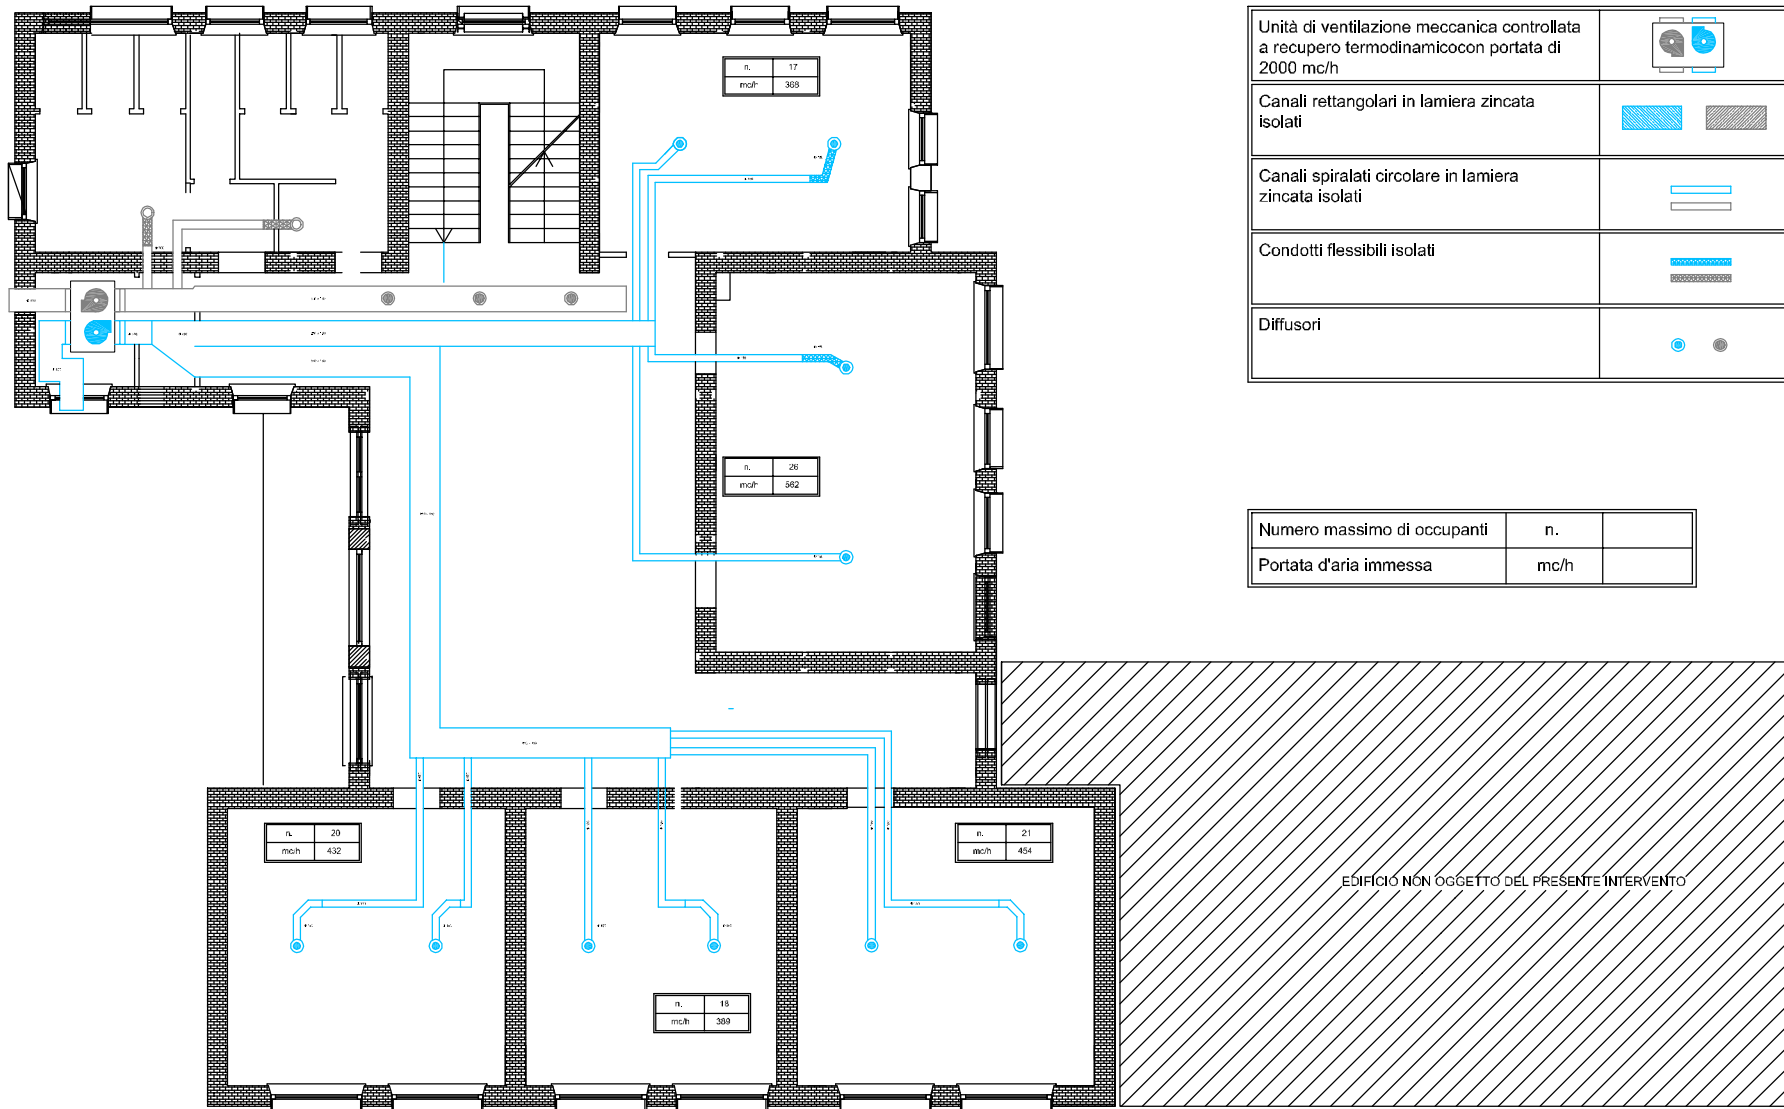 Unità di ventilazione meccanica controllata
a recupero termodinamicocon portata di
2000 mc/h
Canali rettangolari in lamiera zincata
isolati
Canali spiralati circolare in lamiera
zincata isolati
Condotti flessibili isolati
Diffusori
n. 17
mc/h 368
n. 26
mc/h 562
Numero massimo di occupanti n.
Portata d'aria immessa mc/h
n. 20
mc/h 432
n. 21
mc/h 454
EDIFICIO NON OGGETTO DEL PRESENTE INTERVENTO
n. 18
mc/h 389